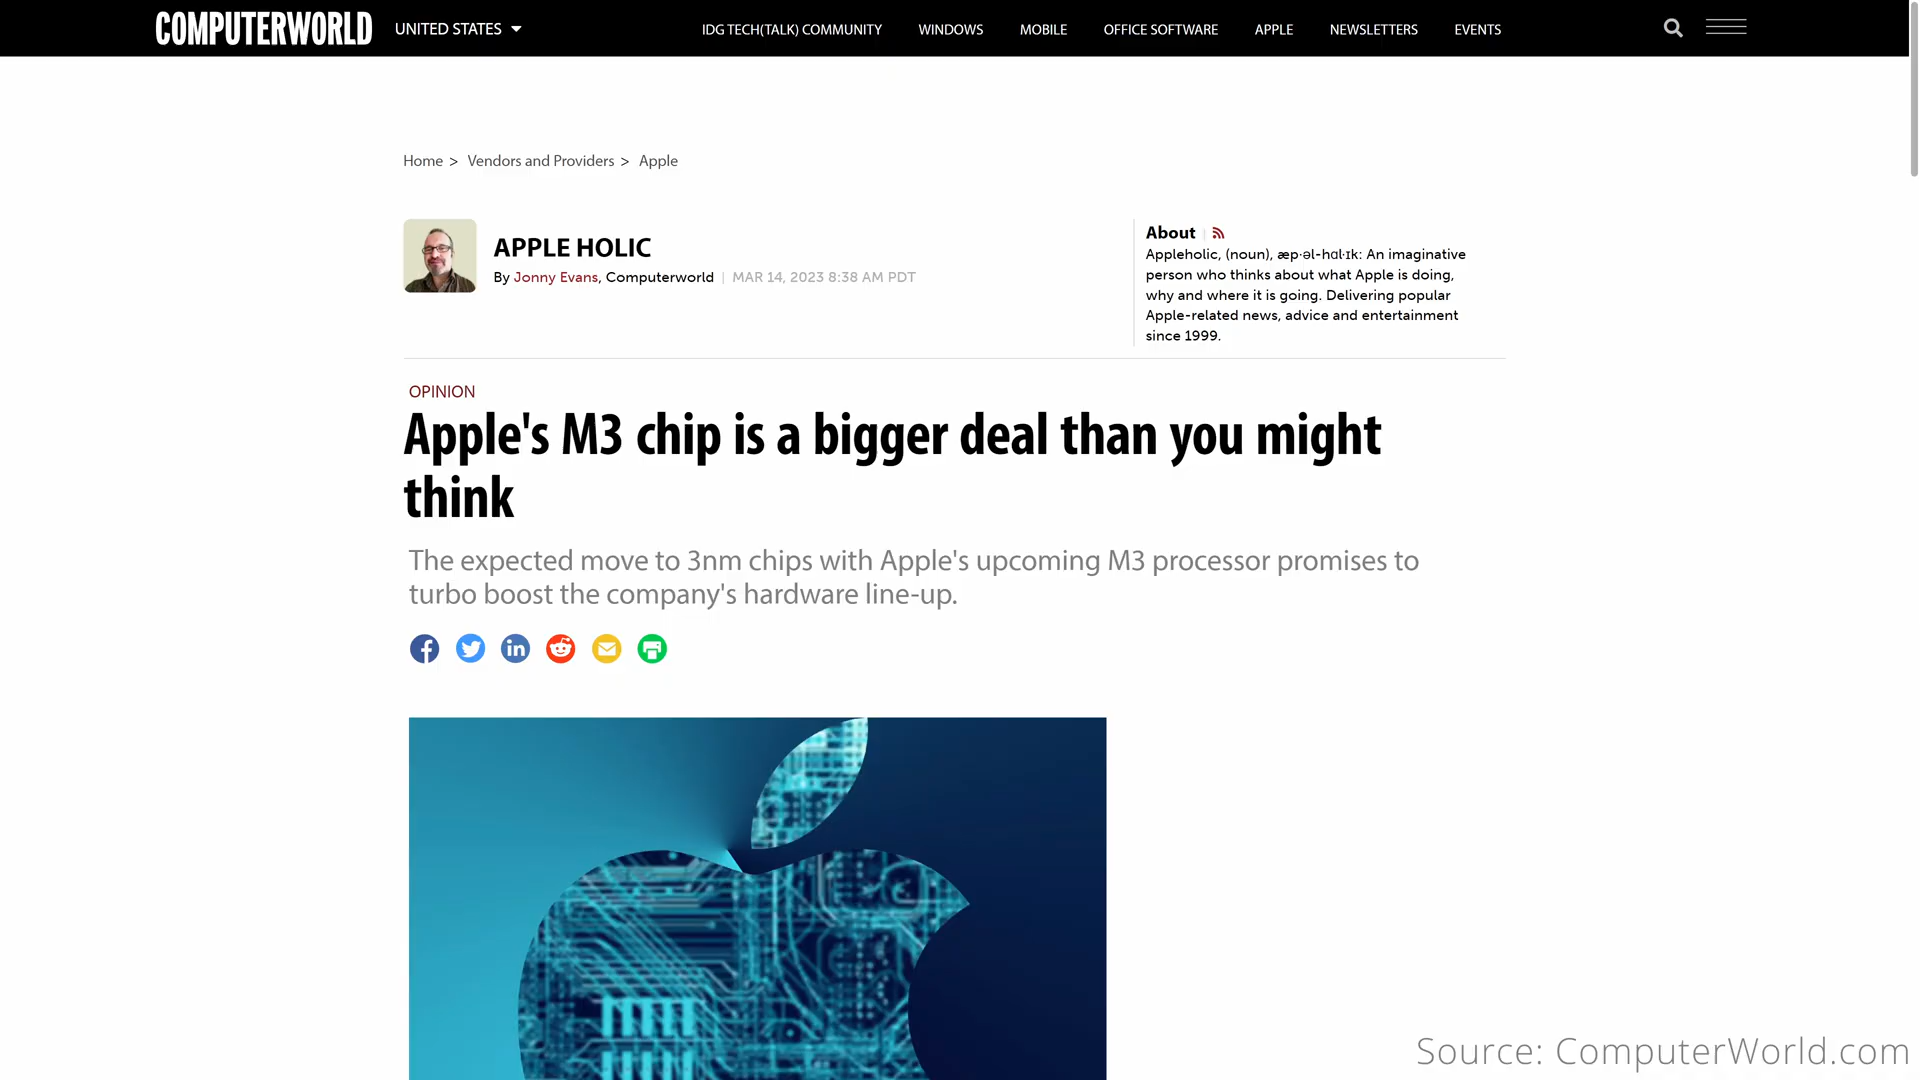 COMPUTERWORLD
UNITED STATES
IDG TECH(TALK) COMMUNITY
WINDOWS
MOBILE
OFFICE SOFTWARE
APPLE
NEWSLETTERS
EVENTS
Home > Vendors and Providers > Apple
APPLE HOLIC
By Jonny Evans, Computerworld | MAR 14, 2023 8:38 AM PDT
About
Appleholic, (noun), æp·əl-hɑl·ɪk: An imaginative
person who thinks about what Apple is doing,
why and where it is going. Delivering popular
Apple-related news, advice and entertainment
since 1999.
OPINION
Apple's M3 chip is a bigger deal than you might
think
The expected move to 3nm chips with Apple's upcoming M3 processor promises to
turbo boost the company's hardware line-up.
Source: ComputerWorld.com